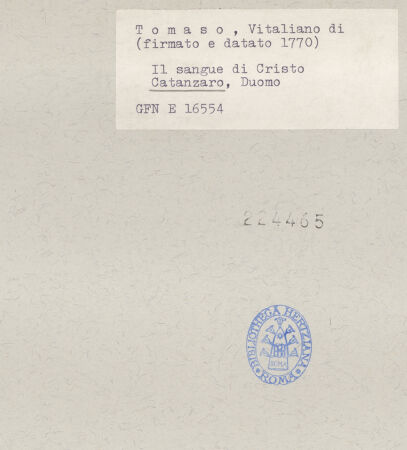 T o m a s o , Vitaliano di
(firmato e datato 1770)
Il sangue di Cristo
Catanzaro, Duomo
GFN E 16554
224465
BIBLIOTHECA HERTZIANA
ROMA